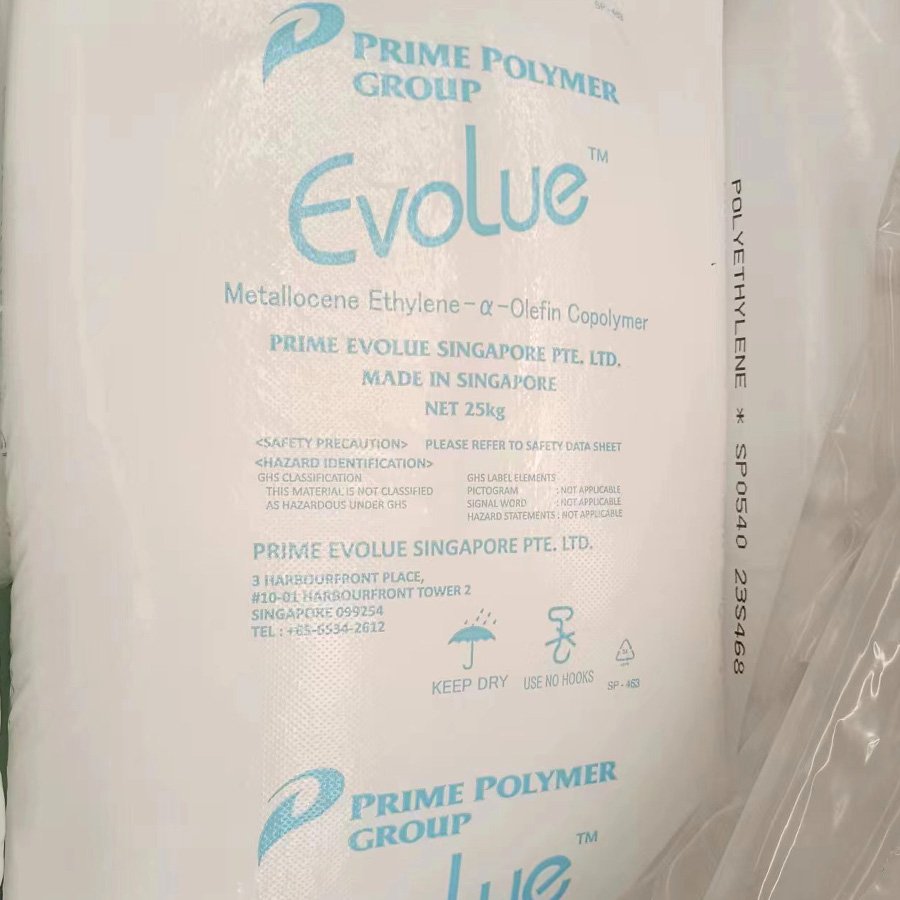 SP-463
PRIME POLYMER
GROUP
Evolue™
Metallocene Ethylene-α-Olefin Copolymer
PRIME EVOLUE SINGAPORE PTE. LTD.
MADE IN SINGAPORE
NET 25kg
<SAFETY PRECAUTION> PLEASE REFER TO SAFETY DATA SHEET
<HAZARD IDENTIFICATION>
GHS CLASSIFICATION
THIS MATERIAL IS NOT CLASSIFIED
AS HAZARDOUS UNDER GHS
GHS LABEL ELEMENTS
PICTOGRAM : NOT APPLICABLE
SIGNAL WORD : NOT APPLICABLE
HAZARD STATEMENTS : NOT APPLICABLE
PRIME EVOLUE SINGAPORE PTE. LTD.
3 HARBOURFRONT PLACE,
#10-01 HARBOURFRONT TOWER 2
SINGAPORE 099254
TEL : +65-6534-2612
KEEP DRY
USE NO HOOKS
SP-463
POLYETHYLENE * SP0540 23S468
PRIME POLYMER
GROUP
lue™